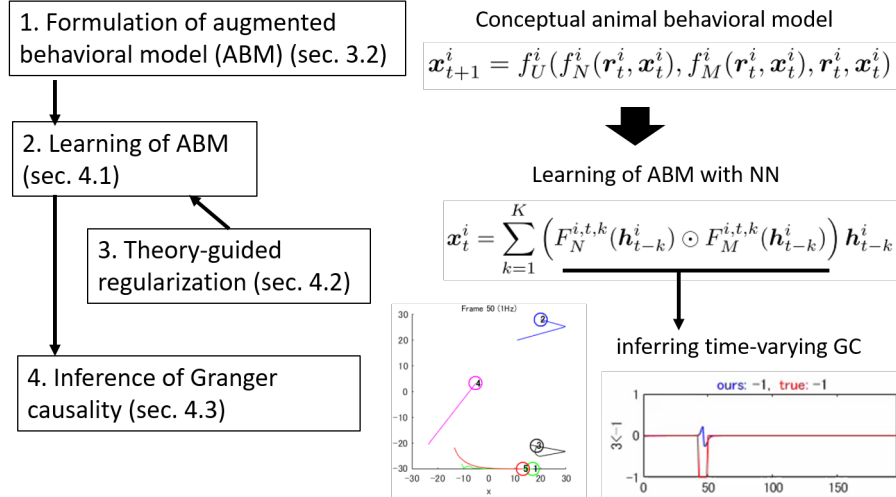 1. Formulation of augmented
behavioral model (ABM) (sec. 3.2)
2. Learning of ABM
(sec. 4.1)
3. Theory-guided
regularization (sec. 4.2)
4. Inference of Granger
causality (sec. 4.3)
Conceptual animal behavioral model
𝒙^i_{t+1} = f^i_U(f^i_N(𝒓^i_t, 𝒙^i_t), f^i_M(𝒓^i_t, 𝒙^i_t), 𝒓^i_t, 𝒙^i_t)
Learning of ABM with NN
𝒙^i_t = ∑_{k=1}^{K} (F_N^{i,t,k}(𝒉^i_{t−k}) ⊙ F_M^{i,t,k}(𝒉^i_{t−k})) 𝒉^i_{t−k}
Frame 50 (1Hz)
30
20
10
0
−10
−20
−30
2
4
3
5
1
−30 −20 −10 0 10 20 30
x
inferring time-varying GC
ours: −1, true: −1
1
0
−1
3<−1
0 50 100 150